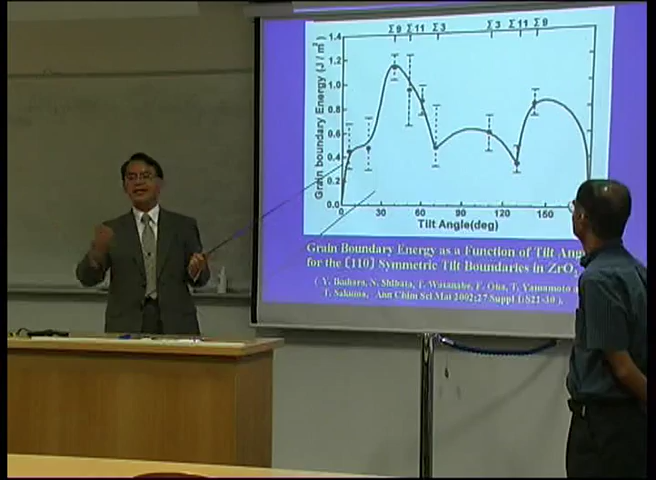 Σ9 Σ11 Σ3 Σ3 Σ11 Σ9
1.4
1.2
1.0
0.8
0.6
0.4
0.2
0
Grain boundary Energy (J / m²)
0 30 60 90 120 150
Tilt Angle(deg)
Grain Boundary Energy as a Function of Tilt
for the [110] Symmetric Tilt Boundaries in ZrO₂
( Y. Ikuhara, N. Shibata, T. Watanabe, F. Oba, T. Yamamoto
T. Sakuma, Ann Chim Sci Mat 2002:27 Suppl 1:S21-30 )